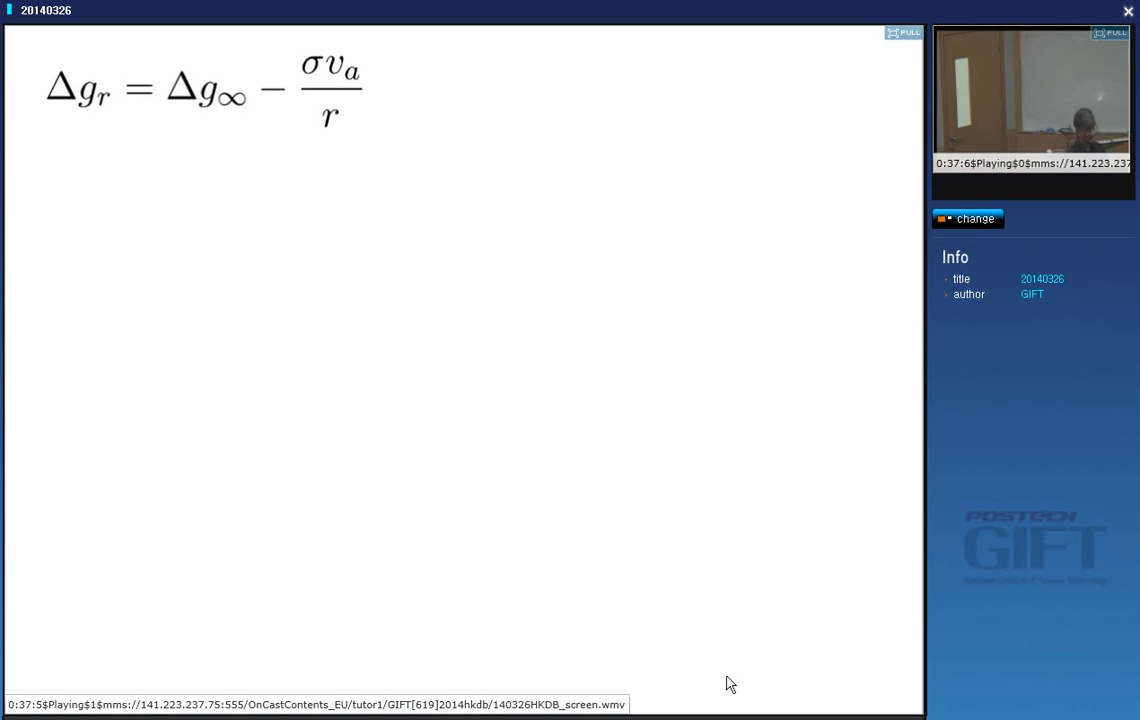 20140326
FULL
Δg_r = Δg_∞ − σv_a / r
FULL
0:37:6$Playing$0$mms://141.223.237
change
Info
title 20140326
author GIFT
POSTECH
GIFT
0:37:5$Playing$1$mms://141.223.237.75:555/OnCastContents_EU/tutor1/GIFT[619]2014hkdb/140326HKDB_screen.wmv